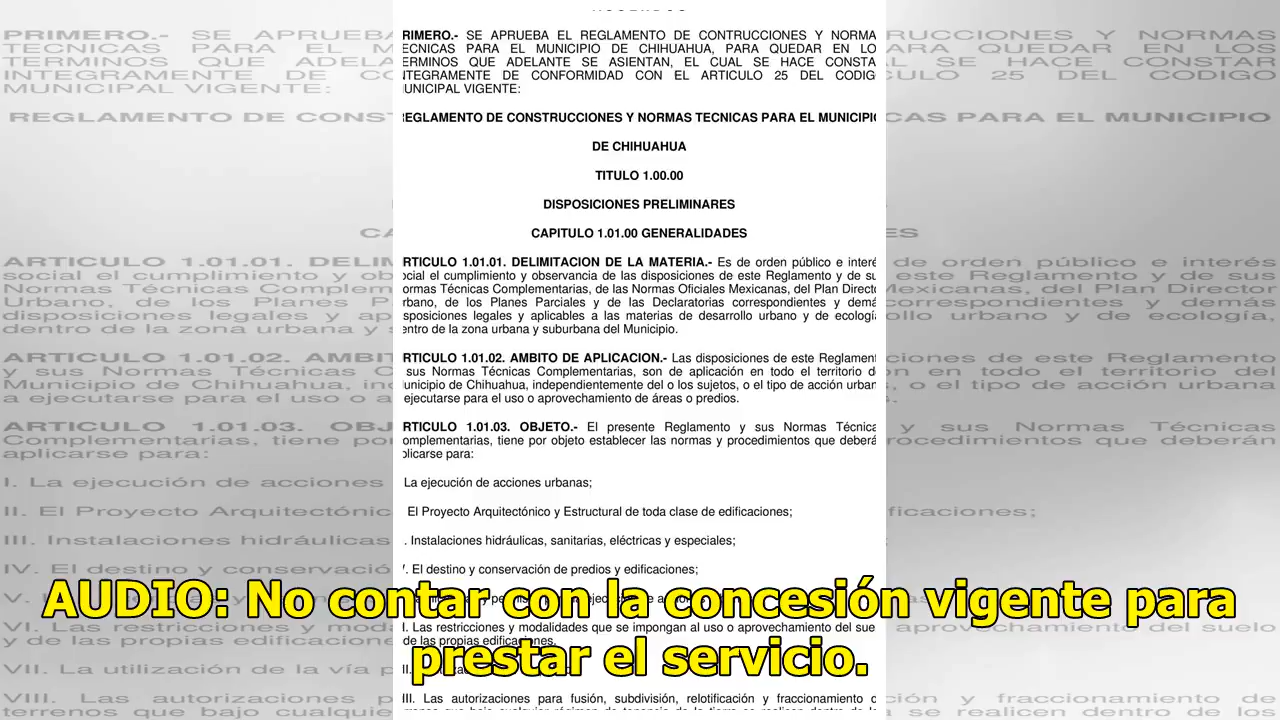 RIMERO.- SE APRUEBA EL REGLAMENTO DE CONTRUCCIONES Y NORMA
ECNICAS PARA EL MUNICIPIO DE CHIHUAHUA, PARA QUEDAR EN LO
ERMINOS QUE ADELANTE SE ASIENTAN, EL CUAL SE HACE CONSTA
NTEGRAMENTE DE CONFORMIDAD CON EL ARTICULO 25 DEL CODIG
UNICIPAL VIGENTE:
REGLAMENTO DE CONSTRUCCIONES Y NORMAS TECNICAS PARA EL MUNICIPIO
DE CHIHUAHUA
TITULO 1.00.00
DISPOSICIONES PRELIMINARES
CAPITULO 1.01.00 GENERALIDADES
RTICULO 1.01.01. DELIMITACION DE LA MATERIA.- Es de orden público e interé
ocial el cumplimiento y observancia de las disposiciones de este Reglamento y de su
ormas Técnicas Complementarias, de las Normas Oficiales Mexicanas, del Plan Direct
rbano, de los Planes Parciales y de las Declaratorias correspondientes y demá
sposiciones legales y aplicables a las materias de desarrollo urbano y de ecologí
entro de la zona urbana y suburbana del Municipio.
RTICULO 1.01.02. AMBITO DE APLICACION.- Las disposiciones de este Reglament
sus Normas Técnicas Complementarias, son de aplicación en todo el territorio d
unicipio de Chihuahua, independientemente del o los sujetos, o el tipo de acción urban
ejecutarse para el uso o aprovechamiento de áreas o predios.
RTICULO 1.01.03. OBJETO.- El presente Reglamento y sus Normas Técnica
omplementarias, tiene por objeto establecer las normas y procedimientos que deberá
plicarse para:
La ejecución de acciones urbanas;
El Proyecto Arquitectónico y Estructural de toda clase de edificaciones;
. Instalaciones hidráulicas, sanitarias, eléctricas y especiales;
. El destino y conservación de predios y edificaciones;
AUDIO: No contar con la concesión vigente para
I. Las restricciones y modalidades que se impongan al uso o aprovechamiento del sue
de las propias edificaciones.
prestar el servicio.
III. Las autorizaciones para fusión, subdivisión, relotificación y fraccionamiento